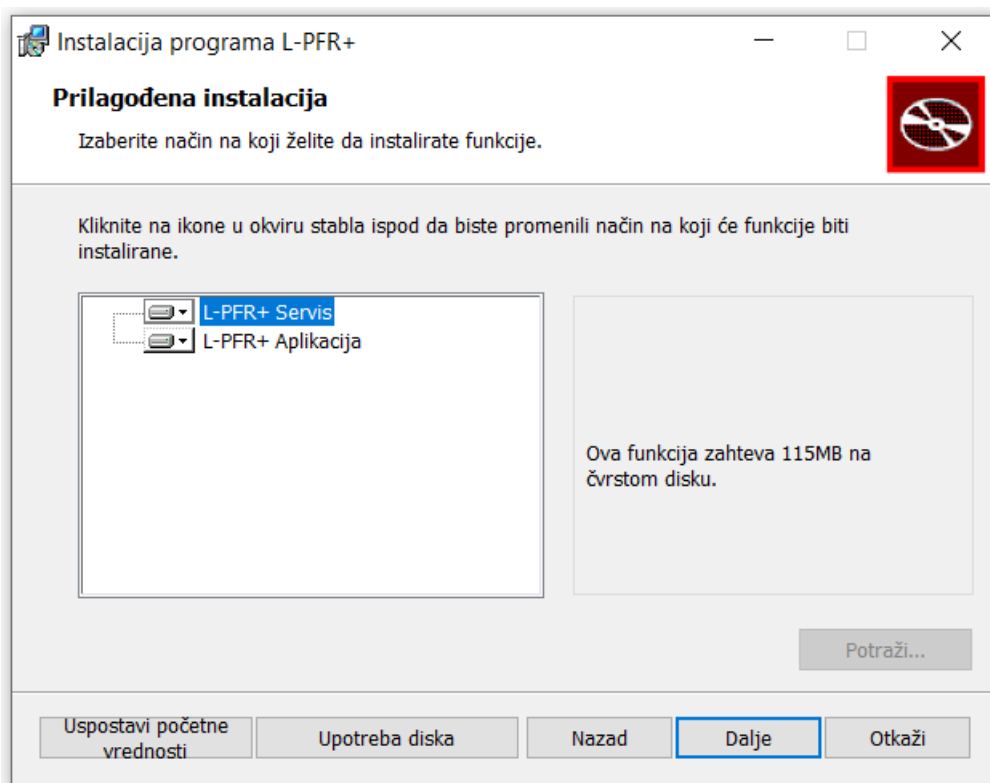 Instalacija programa L-PFR+
Prilagođena instalacija
Izaberite način na koji želite da instalirate funkcije.
Kliknite na ikone u okviru stabla ispod da biste promenili način na koji će funkcije biti
instalirane.
L-PFR+ Servis
L-PFR+ Aplikacija
Ova funkcija zahteva 115MB na
čvrstom disku.
Potraži...
Uspostavi početne
vrednosti
Upotreba diska
Nazad
Dalje
Otkaži